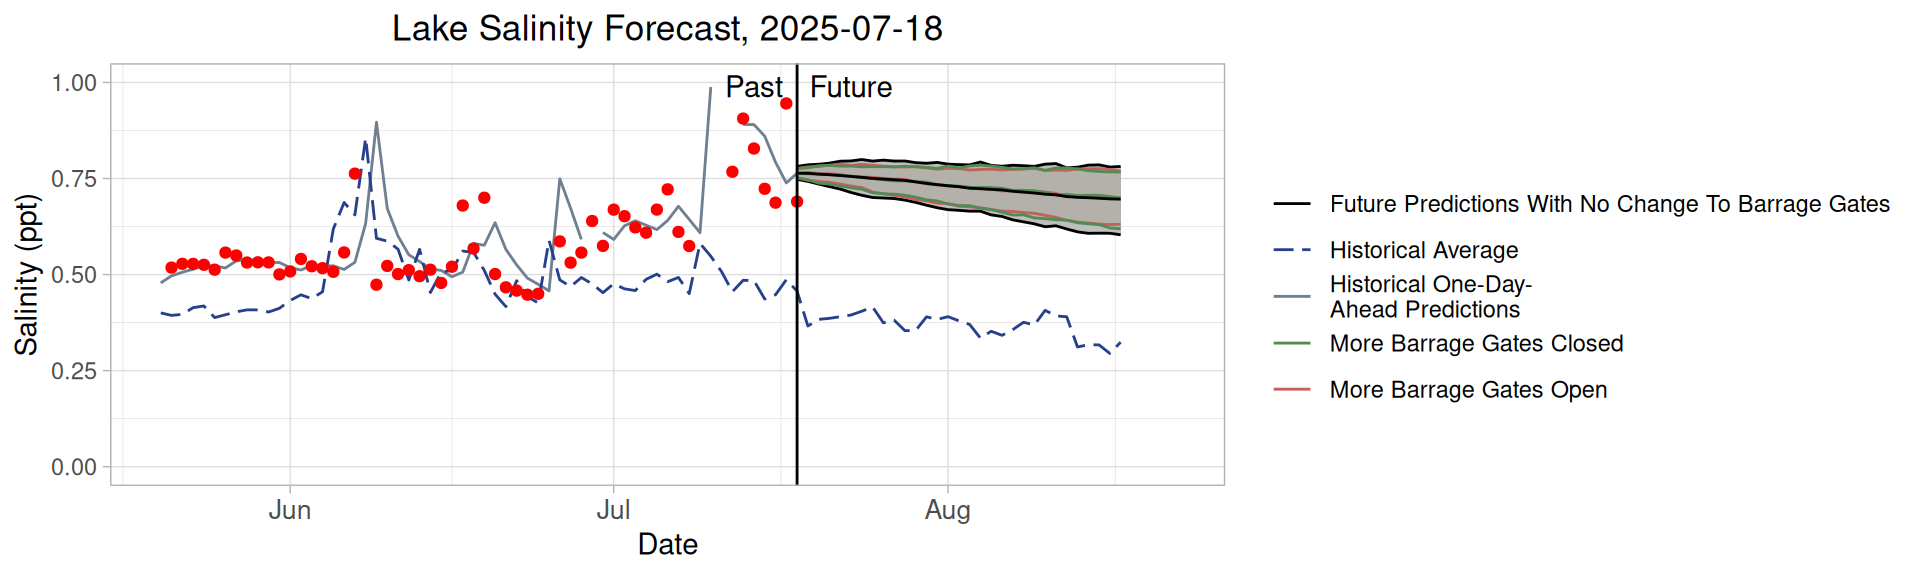 Lake Salinity Forecast, 2025-07-18
Past
Future
1.00
0.75
0.50
0.25
0.00
Salinity (ppt)
Jun
Jul
Aug
Date
Future Predictions With No Change To Barrage Gates
Historical Average
Historical One-Day-
Ahead Predictions
More Barrage Gates Closed
More Barrage Gates Open